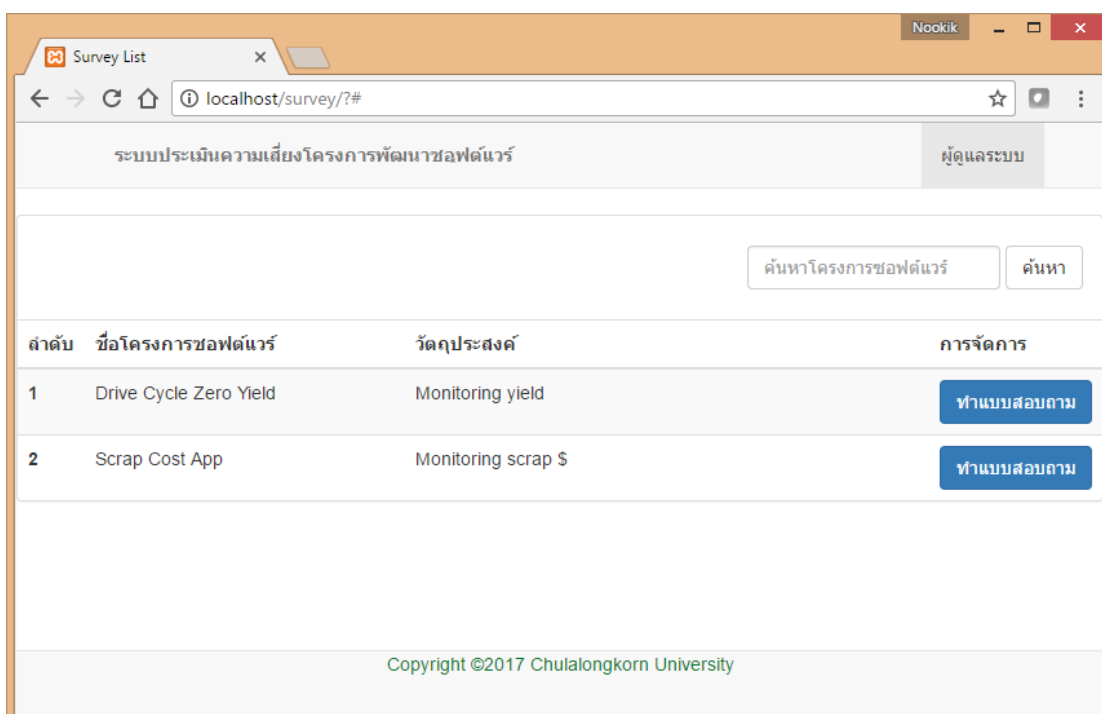 Nookik
Survey List
localhost/survey/?#
ระบบประเมินความเสี่ยงโครงการพัฒนาซอฟต์แวร์ ผู้ดูแลระบบ
ค้นหาโครงการซอฟต์แวร์ ค้นหา
ลำดับ ชื่อโครงการซอฟต์แวร์ วัตถุประสงค์ การจัดการ
1 Drive Cycle Zero Yield Monitoring yield ทำแบบสอบถาม
2 Scrap Cost App Monitoring scrap $ ทำแบบสอบถาม
Copyright ©2017 Chulalongkorn University